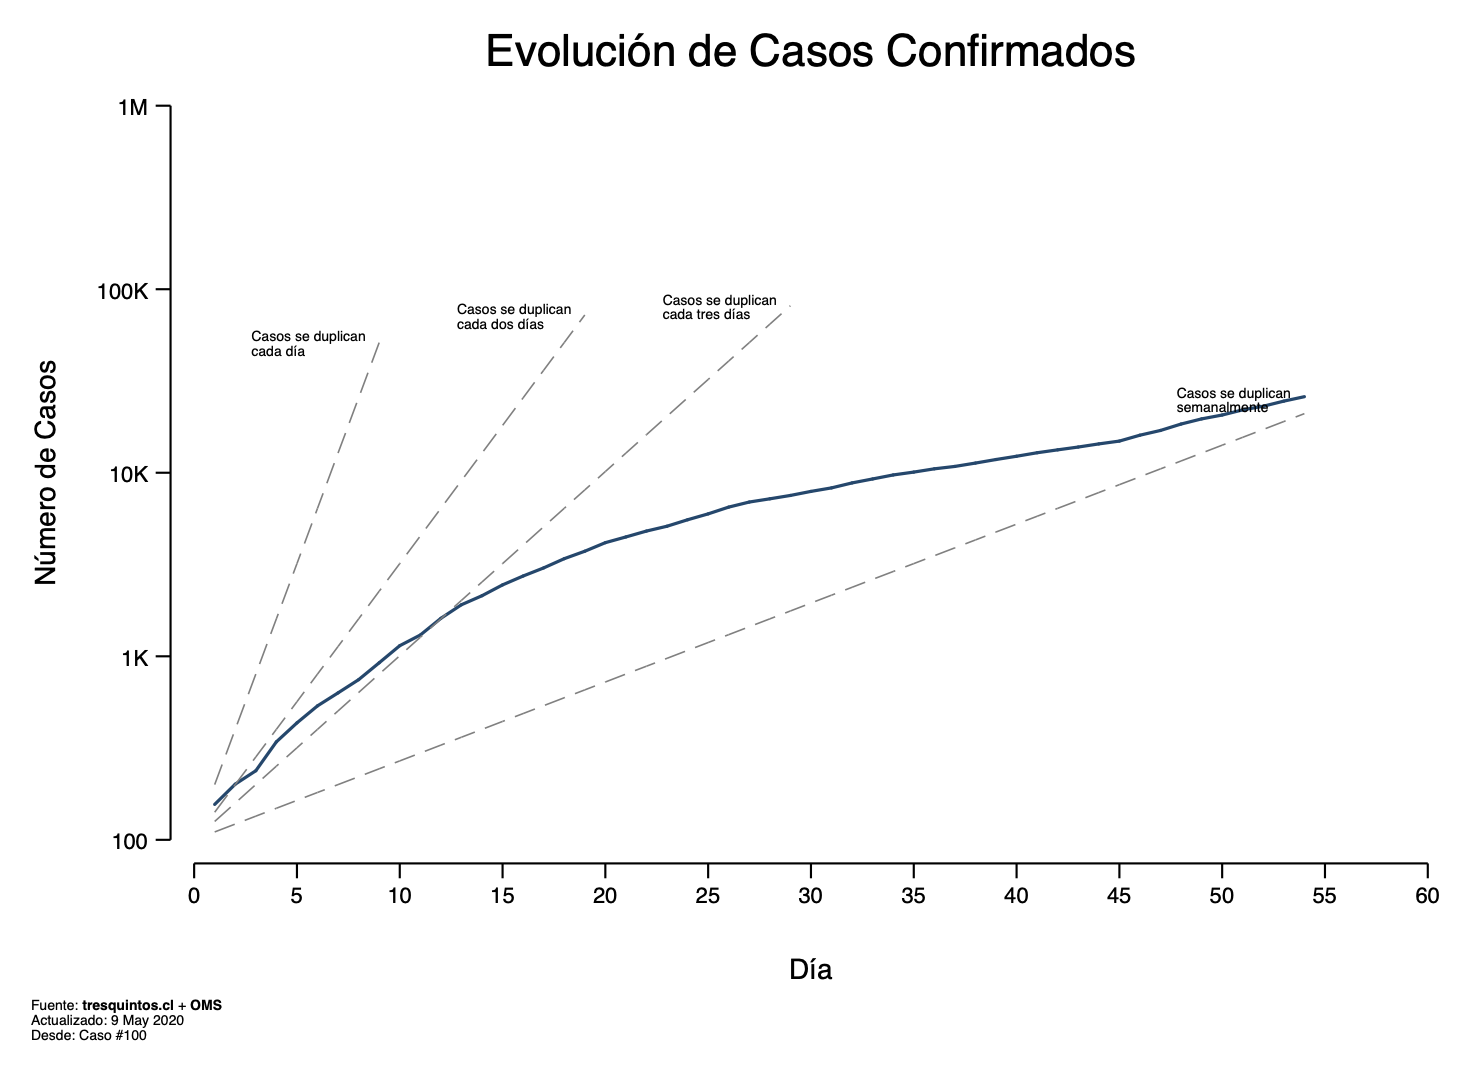 Evolución de Casos Confirmados
1M
100K
10K
1K
100
Número de Casos
Casos se duplican
cada día
Casos se duplican
cada dos días
Casos se duplican
cada tres días
Casos se duplican
semanalmente
0 5 10 15 20 25 30 35 40 45 50 55 60
Día
Fuente: tresquintos.cl + OMS
Actualizado: 9 May 2020
Desde: Caso #100